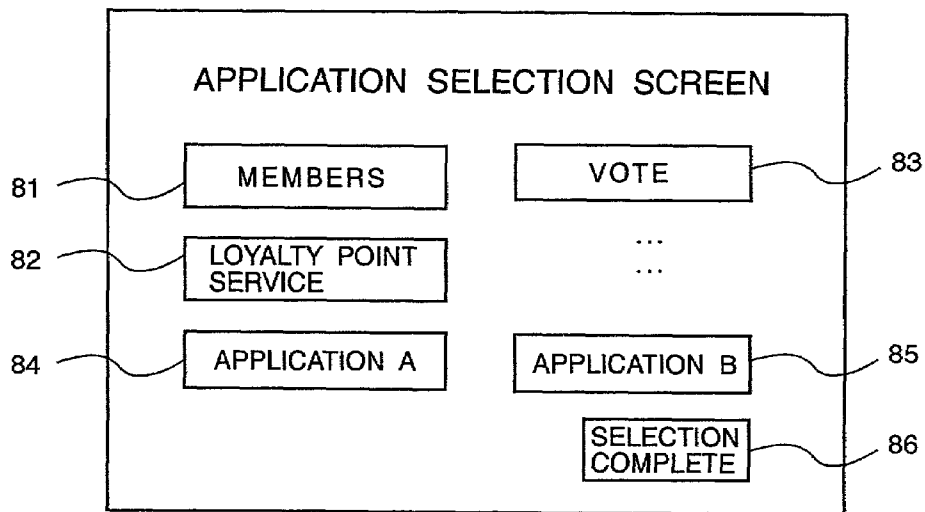 APPLICATION SELECTION SCREEN
81
MEMBERS
VOTE
83
82
LOYALTY POINT
SERVICE
...
...
84
APPLICATION A
APPLICATION B
85
SELECTION
COMPLETE
86